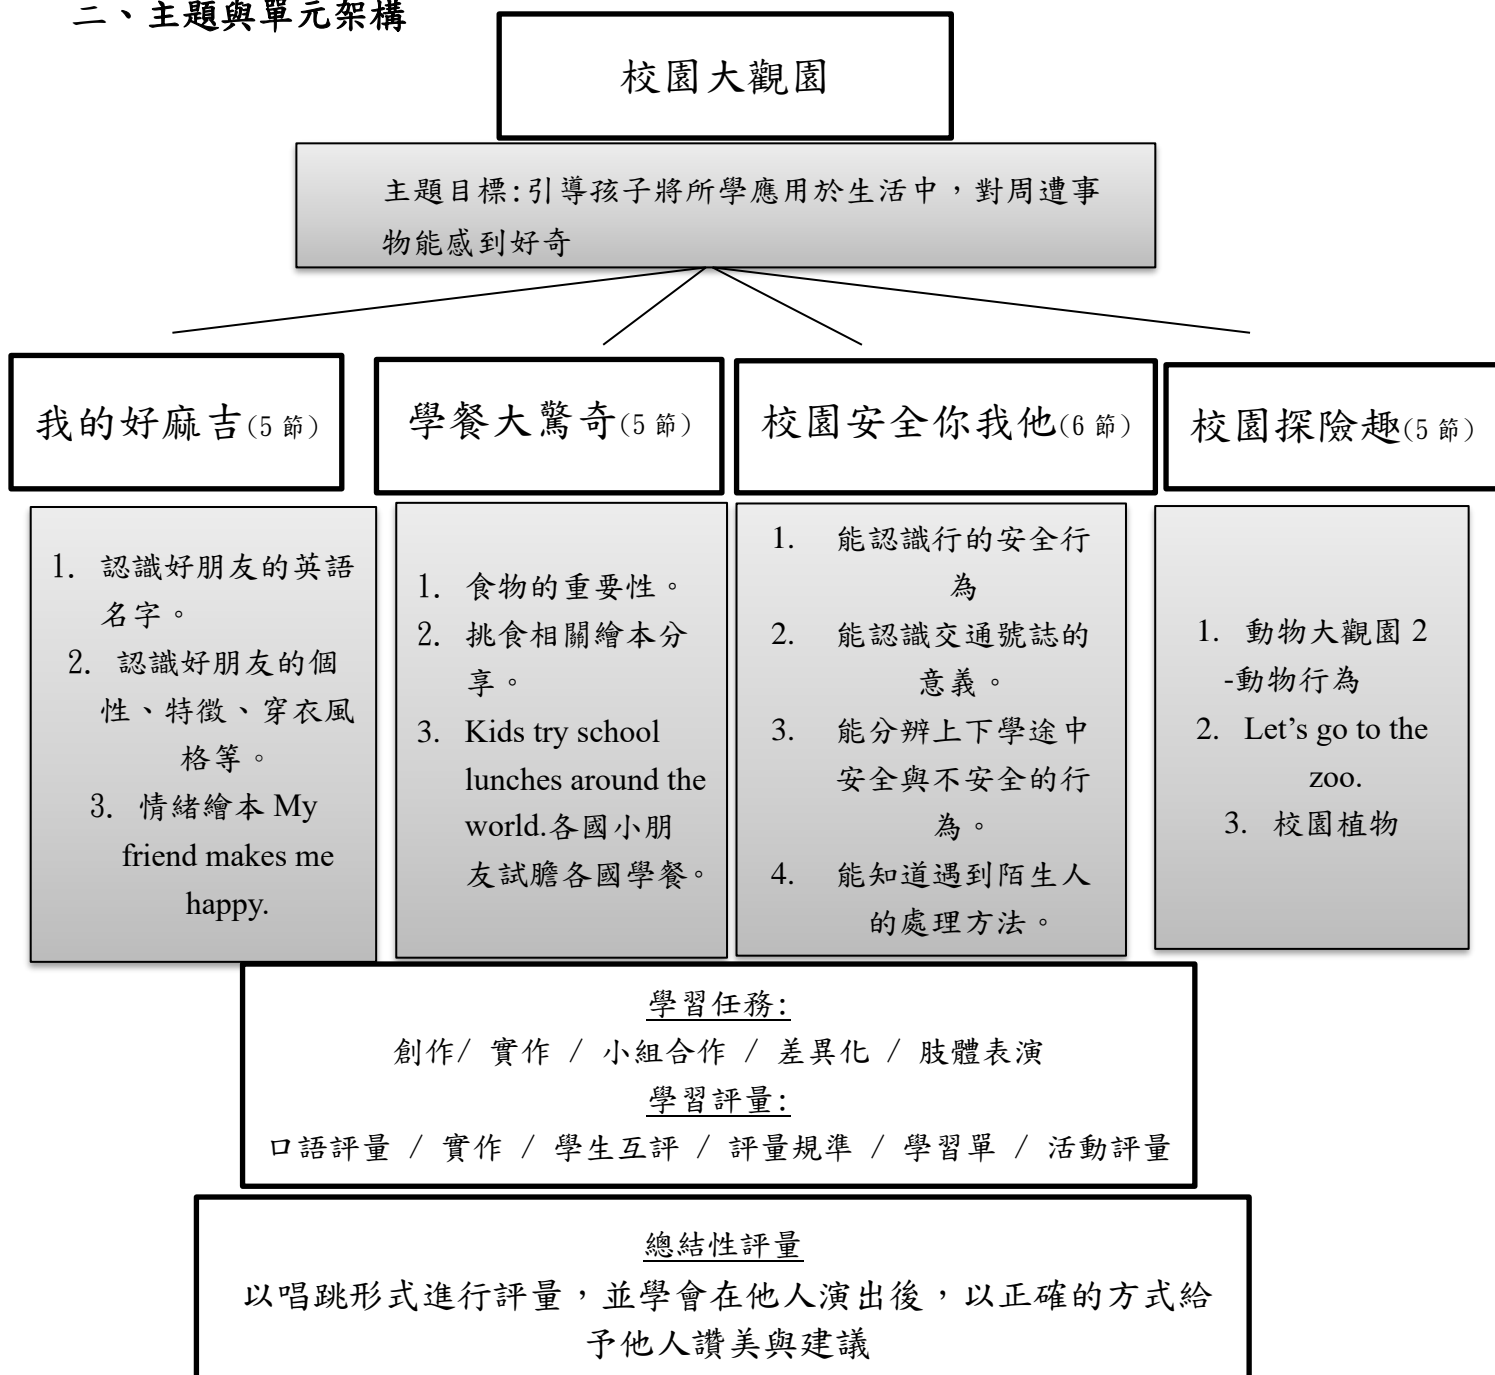 二、主題與單元架構
校園大觀園
主題目標:引導孩子將所學應用於生活中，對周遭事
物能感到好奇
我的好麻吉(5 節)
1. 認識好朋友的英語
名字。
2. 認識好朋友的個
性、特徵、穿衣風
格等。
3. 情緒繪本 My
friend makes me
happy.
學餐大驚奇(5 節)
1. 食物的重要性。
2. 挑食相關繪本分
享。
3. Kids try school
lunches around the
world.各國小朋
友試膽各國學餐。
校園安全你我他(6 節)
1. 能認識行的安全行
為
2. 能認識交通號誌的
意義。
3. 能分辨上下學途中
安全與不安全的行
為。
4. 能知道遇到陌生人
的處理方法。
校園探險趣(5 節)
1. 動物大觀園 2
-動物行為
2. Let’s go to the
zoo.
3. 校園植物
學習任務:
創作/ 實作 / 小組合作 / 差異化 / 肢體表演
學習評量:
口語評量 / 實作 / 學生互評 / 評量規準 / 學習單 / 活動評量
總結性評量
以唱跳形式進行評量，並學會在他人演出後，以正確的方式給
予他人讚美與建議